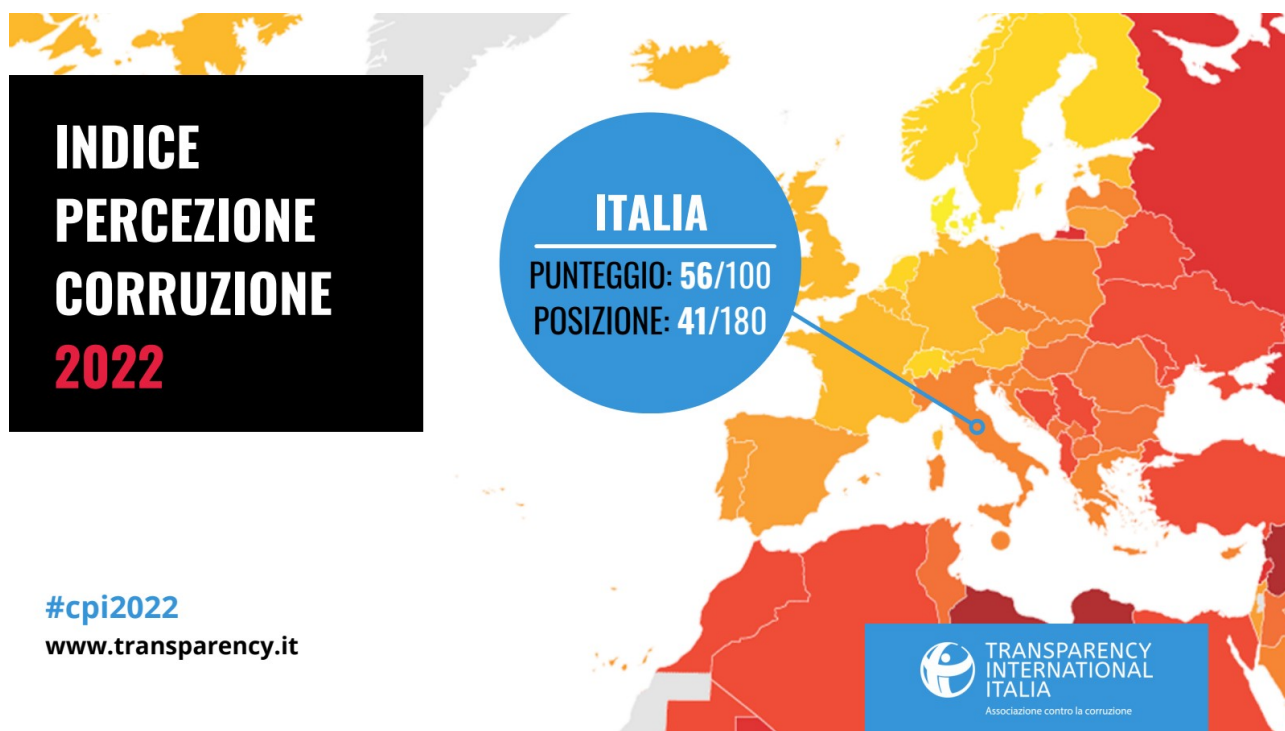 INDICE
PERCEZIONE
CORRUZIONE
2022
ITALIA
PUNTEGGIO: 56/100
POSIZIONE: 41/180
#cpi2022
www.transparency.it
TRANSPARENCY
INTERNATIONAL
ITALIA
Associazione contro la corruzione